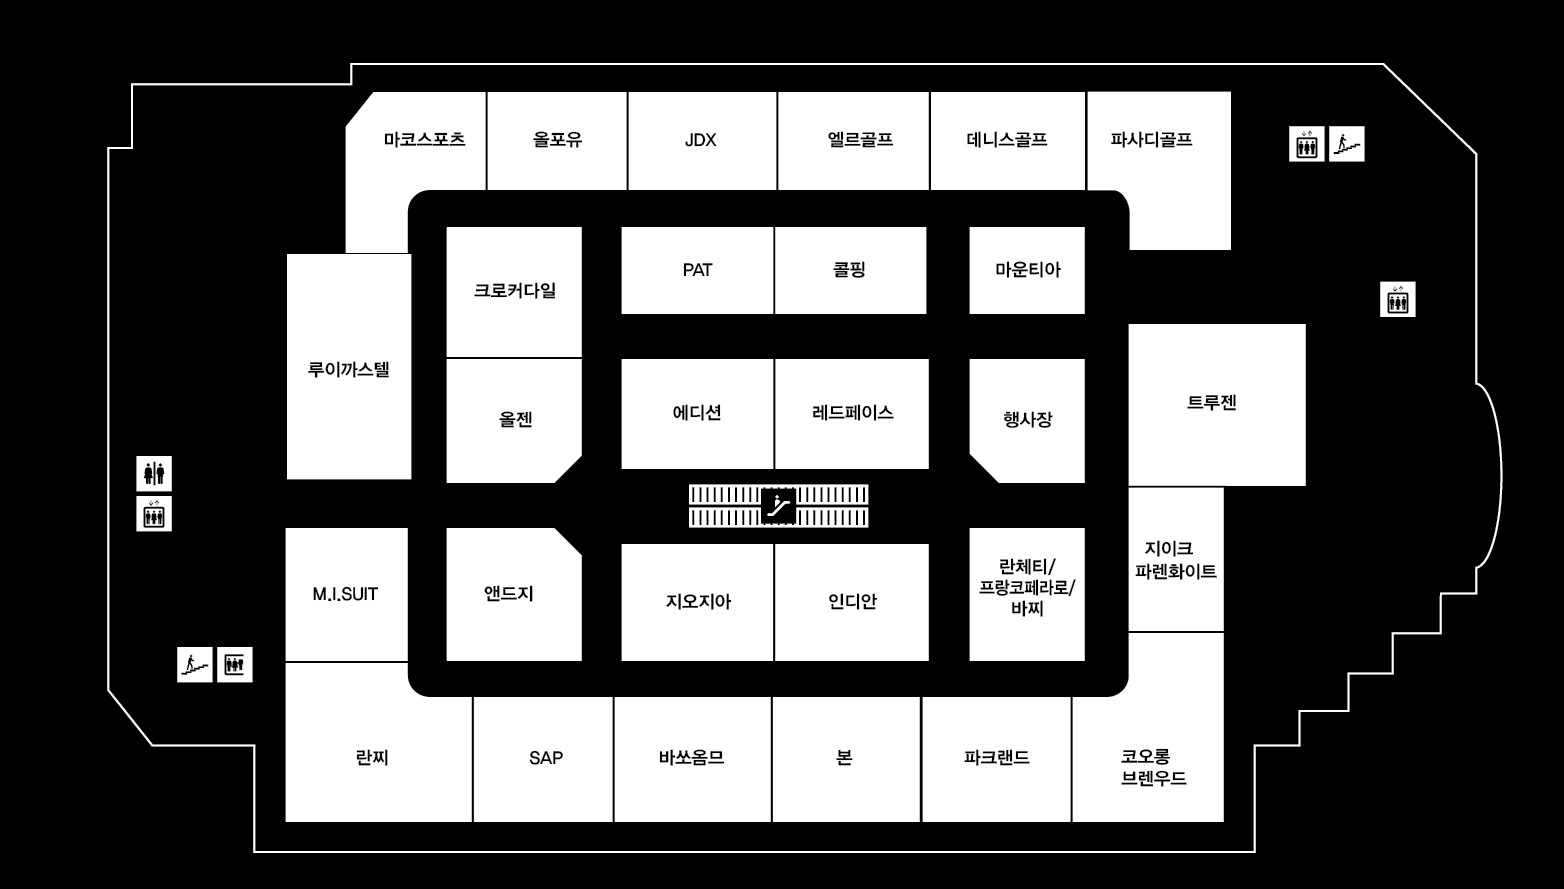 마코스포츠
올포유
JDX
엘르골프
데니스골프
파사디골프
크로커다일
PAT
콜핑
마운티아
루이까스텔
올젠
에디션
레드페이스
행사장
트루젠
M.I.SUIT
앤드지
지오지아
인디안
란체티/
프랑코페라로/
바찌
지이크
파렌화이트
란찌
SAP
바쏘옴므
본
파크랜드
코오롱
브렌우드